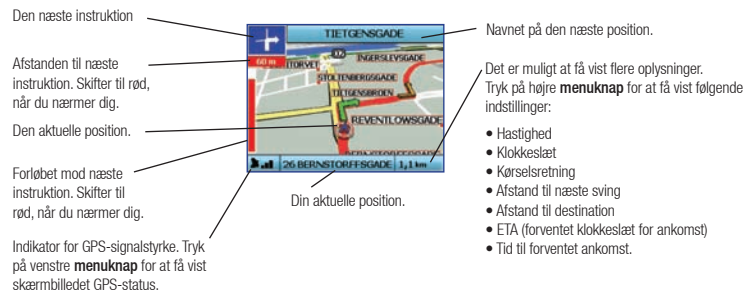 Den næste instruktion
Afstanden til næste
instruktion. Skifter til rød,
når du nærmer dig.
Den aktuelle position.
Forløbet mod næste
instruktion. Skifter til
rød, når du nærmer dig.
Indikator for GPS-signalstyrke. Tryk
på venstre menuknap for at få vist
skærmbilledet GPS-status.
TIETGENSGADE
60 m
O2
INGERSLEVSGADE
TORVET
STOLTENBERGSGADE
TIETGENSBROEN
REVENTLOWSGADE
BERNSTORFFSGADE
26 BERNSTORFFSGADE
1,1 km
Din aktuelle position.
Navnet på den næste position.
Det er muligt at få vist flere oplysninger.
Tryk på højre menuknap for at få vist følgende
indstillinger:
• Hastighed
• Klokkeslæt
• Kørselsretning
• Afstand til næste sving
• Afstand til destination
• ETA (forventet klokkeslæt for ankomst)
• Tid til forventet ankomst.